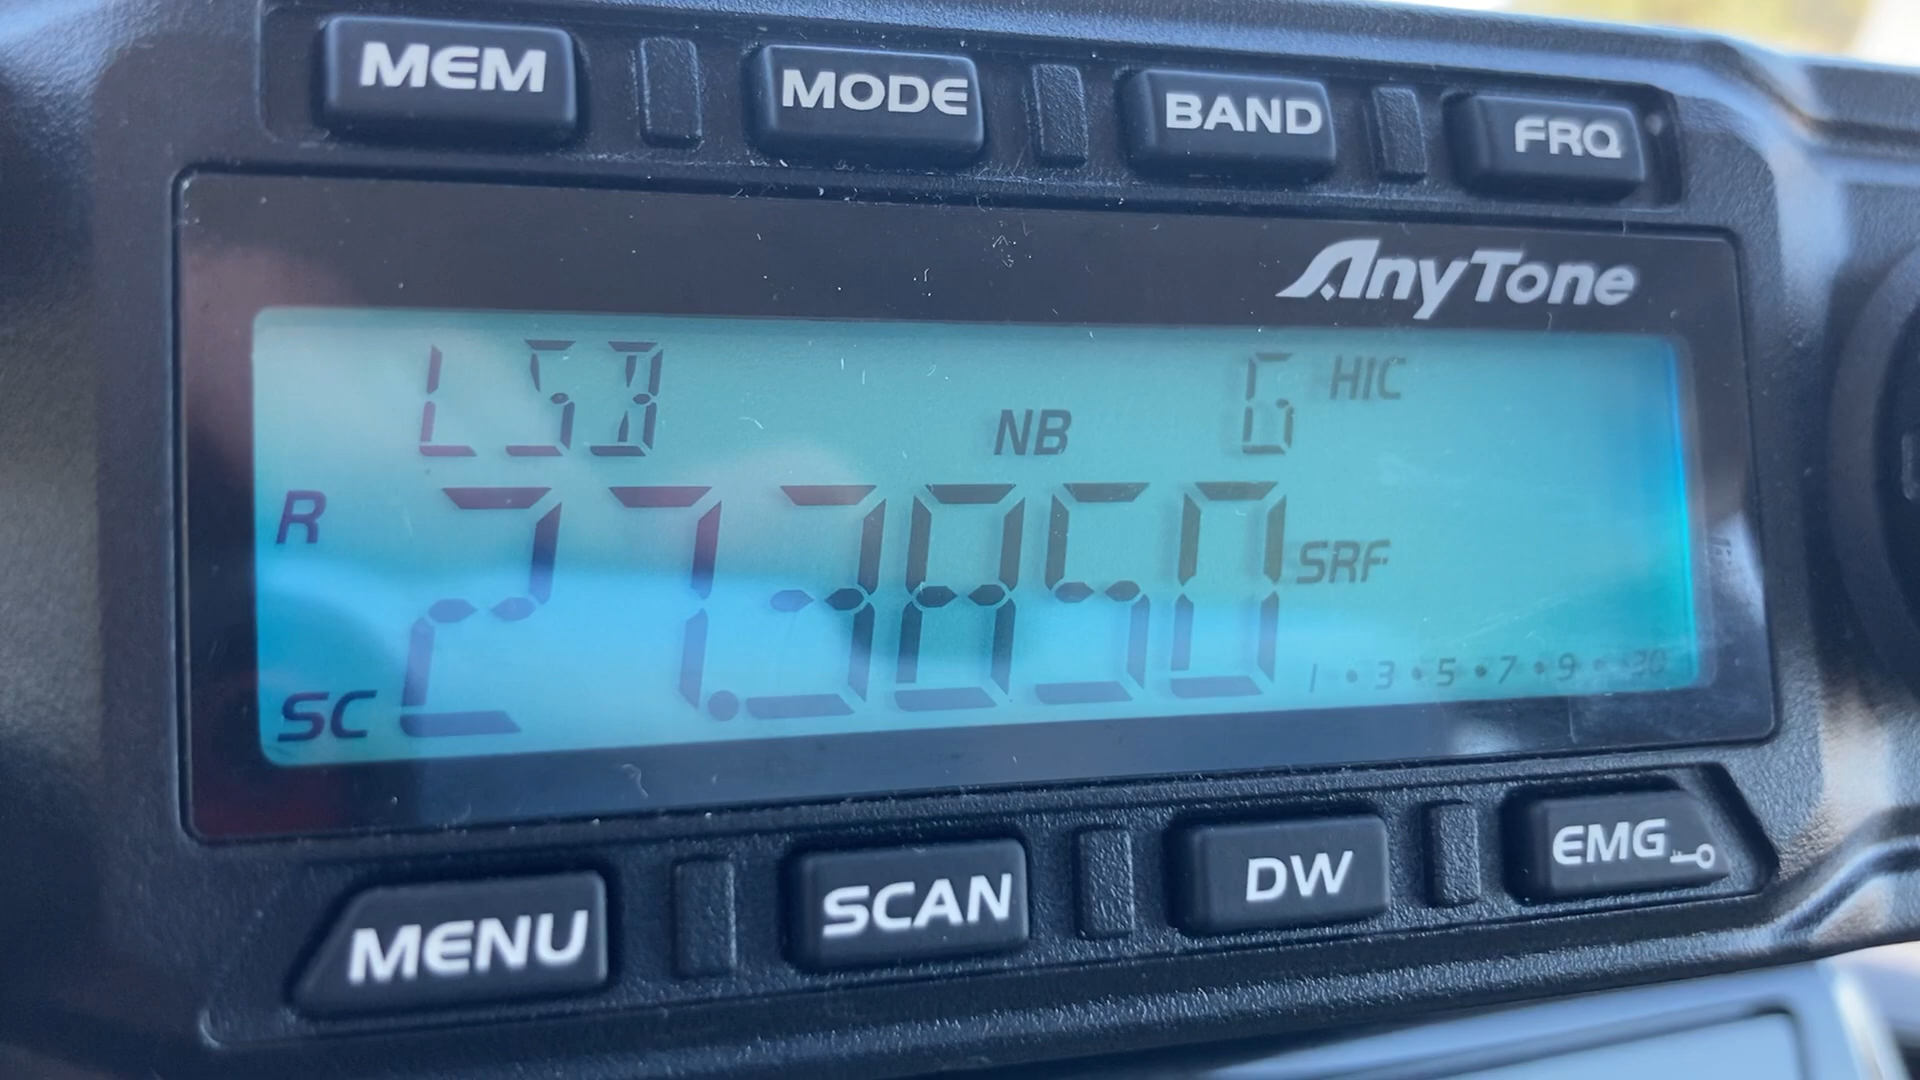 MEM MODE BAND FRQ
AnyTone
LSB NB G HIC
R 27.3850 SRF
SC 1 • 3 • 5 • 7 • 9 • 30
MENU SCAN DW EMG